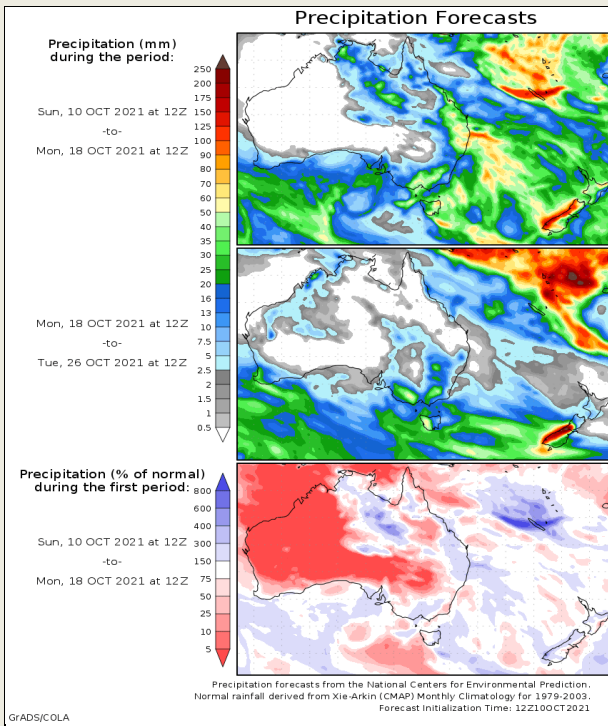 Precipitation Forecasts
Precipitation (mm)
during the period:
Sun, 10 OCT 2021 at 12Z
-to-
Mon, 18 OCT 2021 at 12Z
250
200
175
150
125
100
90
80
70
60
50
40
35
30
25
20
16
13
10
7.5
5
2.5
2
1.5
1
0.5
Mon, 18 OCT 2021 at 12Z
-to-
Tue, 26 OCT 2021 at 12Z
Precipitation (% of normal)
during the first period:
Sun, 10 OCT 2021 at 12Z
-to-
Mon, 18 OCT 2021 at 12Z
800
600
400
300
150
75
50
25
10
5
Precipitation forecasts from the National Centers for Environmental Prediction.
Normal rainfall derived from Xie-Arkin (CMAP) Monthly Climatology for 1979-2003.
Forecast Initialization Time: 12Z10OCT2021
GrADS/COLA